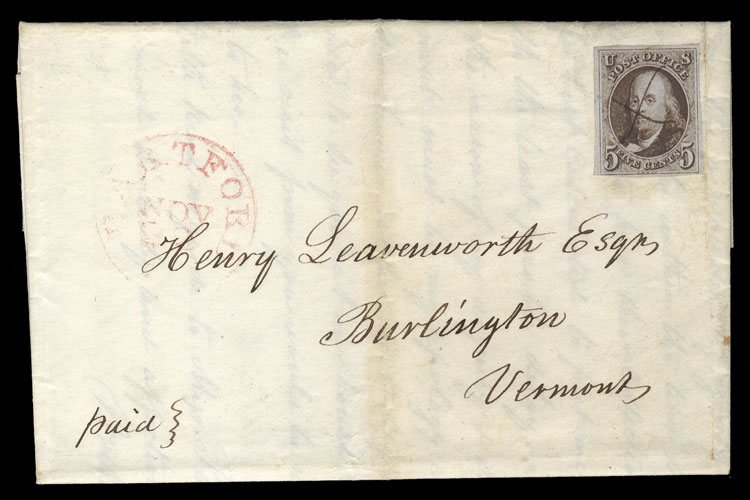 U S
POST OFFICE
5 FIVE CENTS 5
NOV
Henry Leavenworth Esqr
Burlington
Vermont
paid